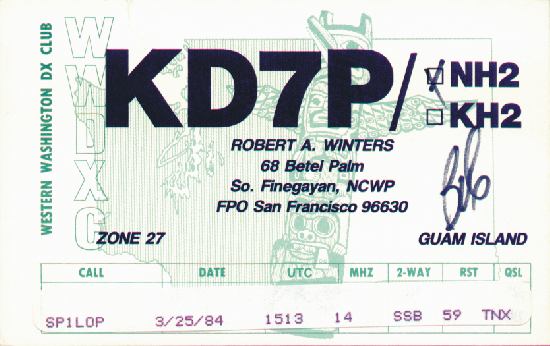 WESTERN WASHINGTON DX CLUB
WWDXC
KD7P/ NH2
KH2
ROBERT A. WINTERS
68 Betel Palm
So. Finegayan, NCWP
FPO San Francisco 96630
Bob
ZONE 27
GUAM ISLAND
CALL DATE UTC MHZ 2-WAY RST QSL
SP1LOP 3/25/84 1513 14 SSB 59 TNX